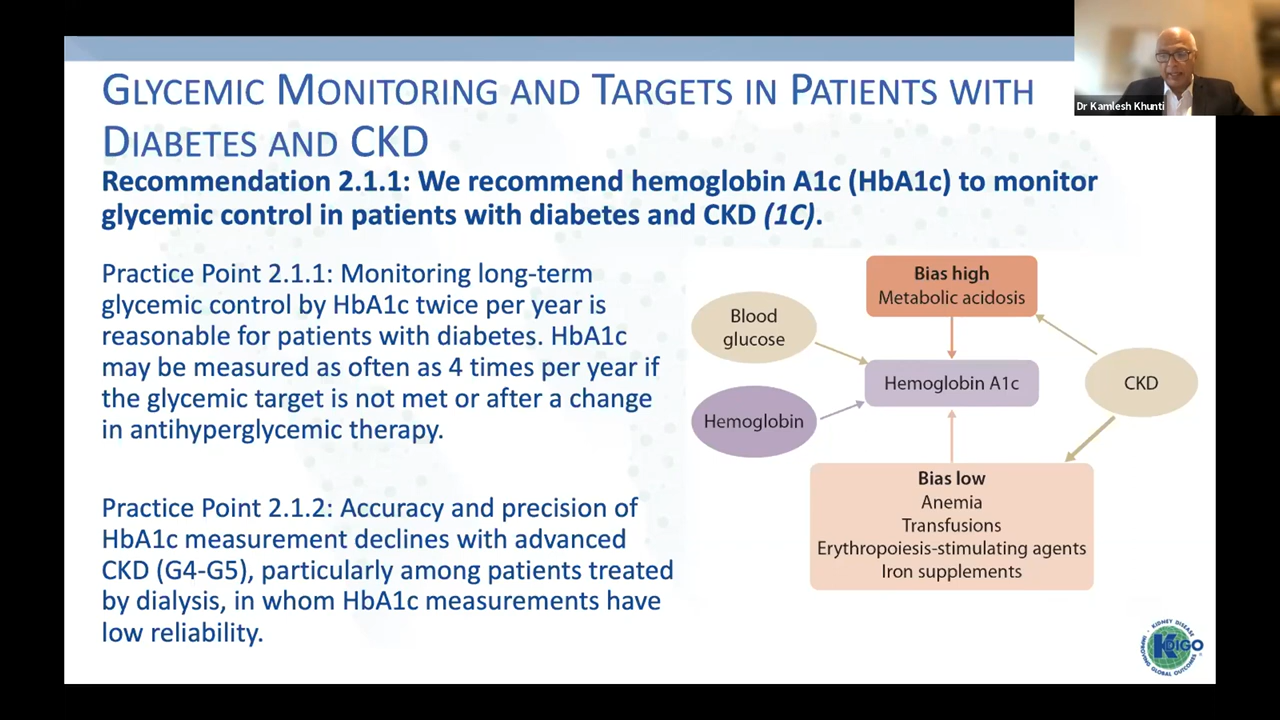 GLYCEMIC MONITORING AND TARGETS IN PATIENTS WITH
DIABETES AND CKD
Recommendation 2.1.1: We recommend hemoglobin A1c (HbA1c) to monitor
glycemic control in patients with diabetes and CKD (1C).
Practice Point 2.1.1: Monitoring long-term
glycemic control by HbA1c twice per year is
reasonable for patients with diabetes. HbA1c
may be measured as often as 4 times per year if
the glycemic target is not met or after a change
in antihyperglycemic therapy.
Practice Point 2.1.2: Accuracy and precision of
HbA1c measurement declines with advanced
CKD (G4-G5), particularly among patients treated
by dialysis, in whom HbA1c measurements have
low reliability.
Bias high
Metabolic acidosis
Blood
glucose
Hemoglobin A1c
CKD
Hemoglobin
Bias low
Anemia
Transfusions
Erythropoiesis-stimulating agents
Iron supplements
Dr Kamlesh Khunti
KIDNEY DISEASE
KDIGO
IMPROVING GLOBAL OUTCOMES